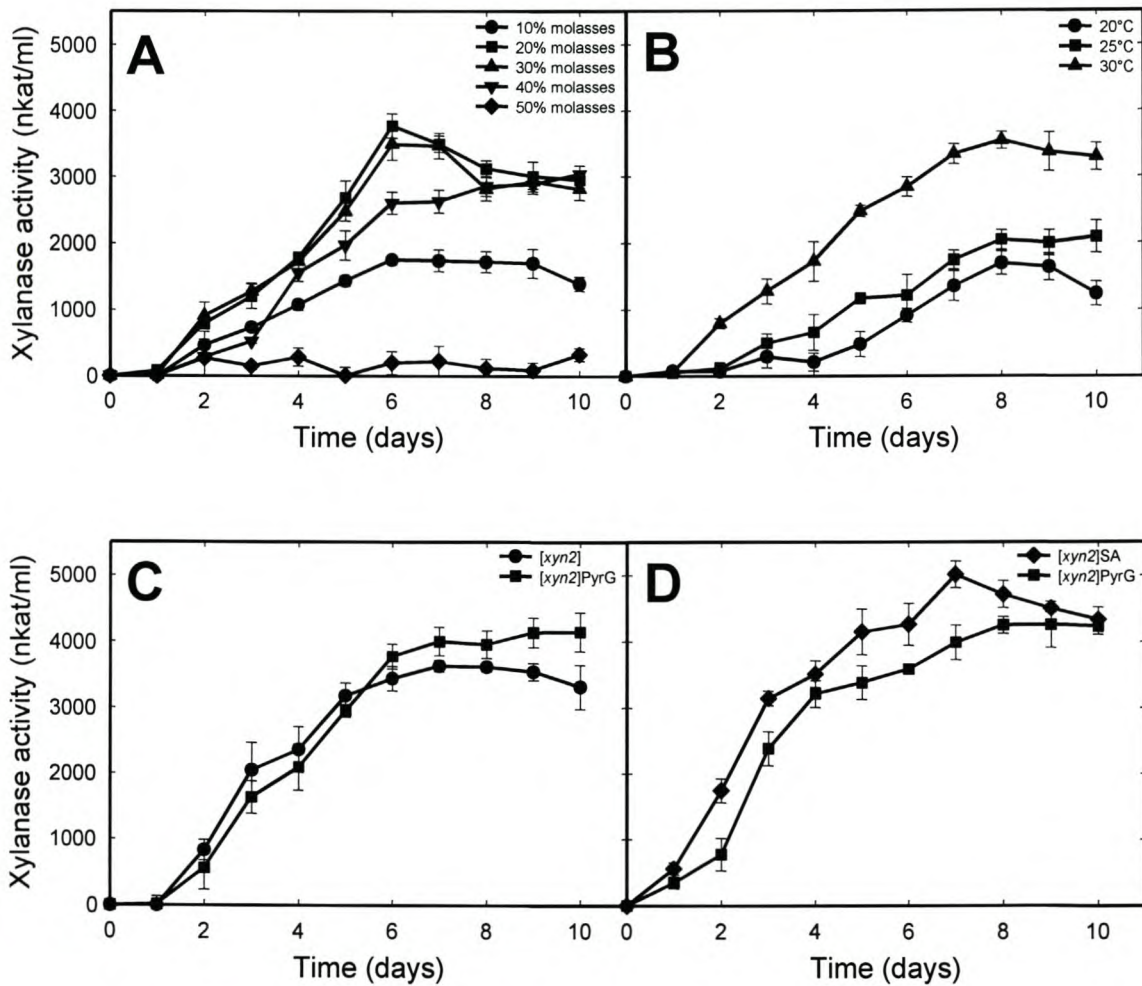 A
10% molasses
20% molasses
30% molasses
40% molasses
50% molasses
Xylanase activity (nkat/ml)
5000
4000
3000
2000
1000
0
0 2 4 6 8 10
Time (days)
B
20°C
25°C
30°C
0 2 4 6 8 10
Time (days)
C
[xyn2]
[xyn2]PyrG
Xylanase activity (nkat/ml)
5000
4000
3000
2000
1000
0
0 2 4 6 8 10
Time (days)
D
[xyn2]SA
[xyn2]PyrG
0 2 4 6 8 10
Time (days)